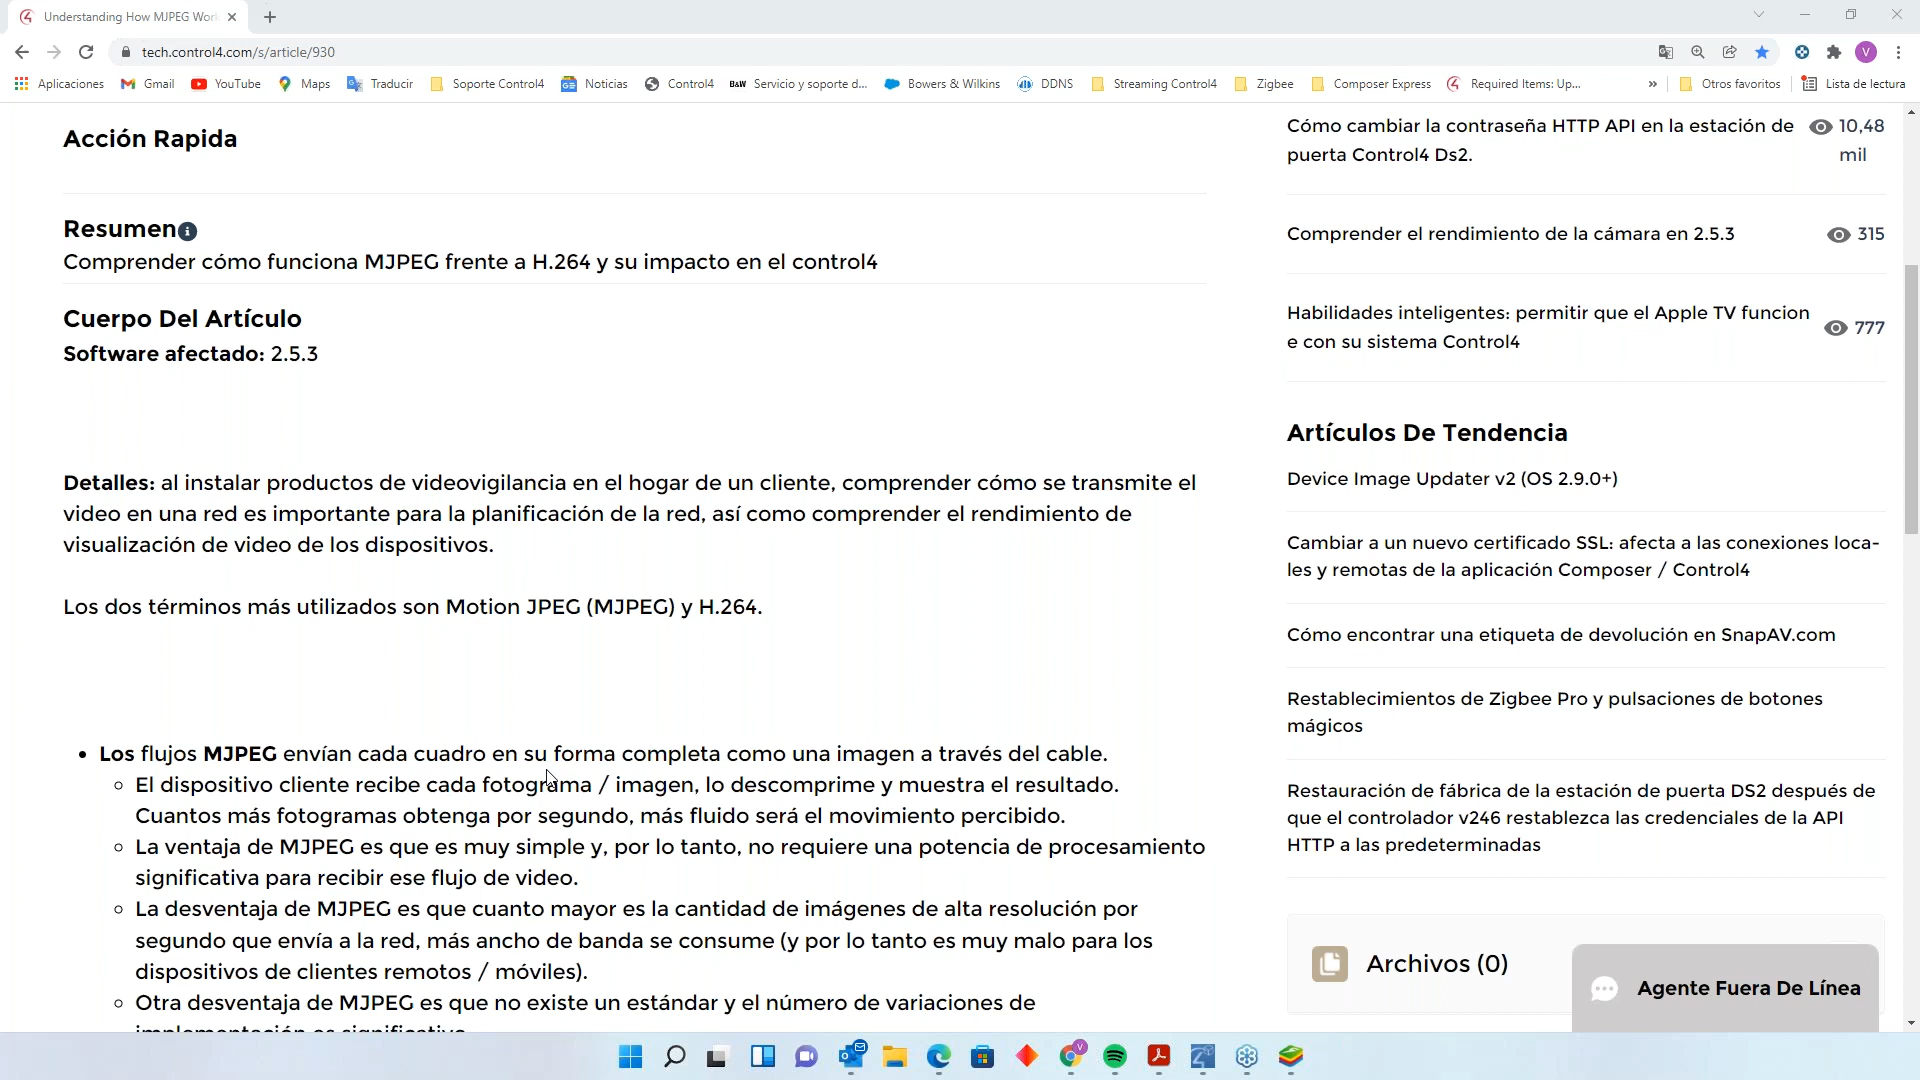 Understanding How MJPEG Wor
tech.control4.com/s/article/930
V
Aplicaciones
Gmail
YouTube
Maps
Traducir
Soporte Control4
Noticias
Control4
B&W Servicio y soporte d...
Bowers & Wilkins
DDNS
Streaming Control4
Zigbee
Composer Express
Required Items: Up...
»
Otros favoritos
Lista de lectura
Acción Rapida
Resumen
Comprender cómo funciona MJPEG frente a H.264 y su impacto en el control4
Cuerpo Del Artículo
Software afectado: 2.5.3
Detalles: al instalar productos de videovigilancia en el hogar de un cliente, comprender cómo se transmite el
video en una red es importante para la planificación de la red, así como comprender el rendimiento de
visualización de video de los dispositivos.
Los dos términos más utilizados son Motion JPEG (MJPEG) y H.264.
• Los flujos MJPEG envían cada cuadro en su forma completa como una imagen a través del cable.
El dispositivo cliente recibe cada fotograma / imagen, lo descomprime y muestra el resultado.
Cuantos más fotogramas obtenga por segundo, más fluido será el movimiento percibido.
La ventaja de MJPEG es que es muy simple y, por lo tanto, no requiere una potencia de procesamiento
significativa para recibir ese flujo de video.
La desventaja de MJPEG es que cuanto mayor es la cantidad de imágenes de alta resolución por
segundo que envía a la red, más ancho de banda se consume (y por lo tanto es muy malo para los
dispositivos de clientes remotos / móviles).
Otra desventaja de MJPEG es que no existe un estándar y el número de variaciones de
implementación es significativo
Cómo cambiar la contraseña HTTP API en la estación de
puerta Control4 Ds2.
10,48
mil
Comprender el rendimiento de la cámara en 2.5.3
315
Habilidades inteligentes: permitir que el Apple TV funcion
e con su sistema Control4
777
Artículos De Tendencia
Device Image Updater v2 (OS 2.9.0+)
Cambiar a un nuevo certificado SSL: afecta a las conexiones loca-
les y remotas de la aplicación Composer / Control4
Cómo encontrar una etiqueta de devolución en SnapAV.com
Restablecimientos de Zigbee Pro y pulsaciones de botones
mágicos
Restauración de fábrica de la estación de puerta DS2 después de
que el controlador v246 restablezca las credenciales de la API
HTTP a las predeterminadas
Archivos (0)
Agente Fuera De Línea